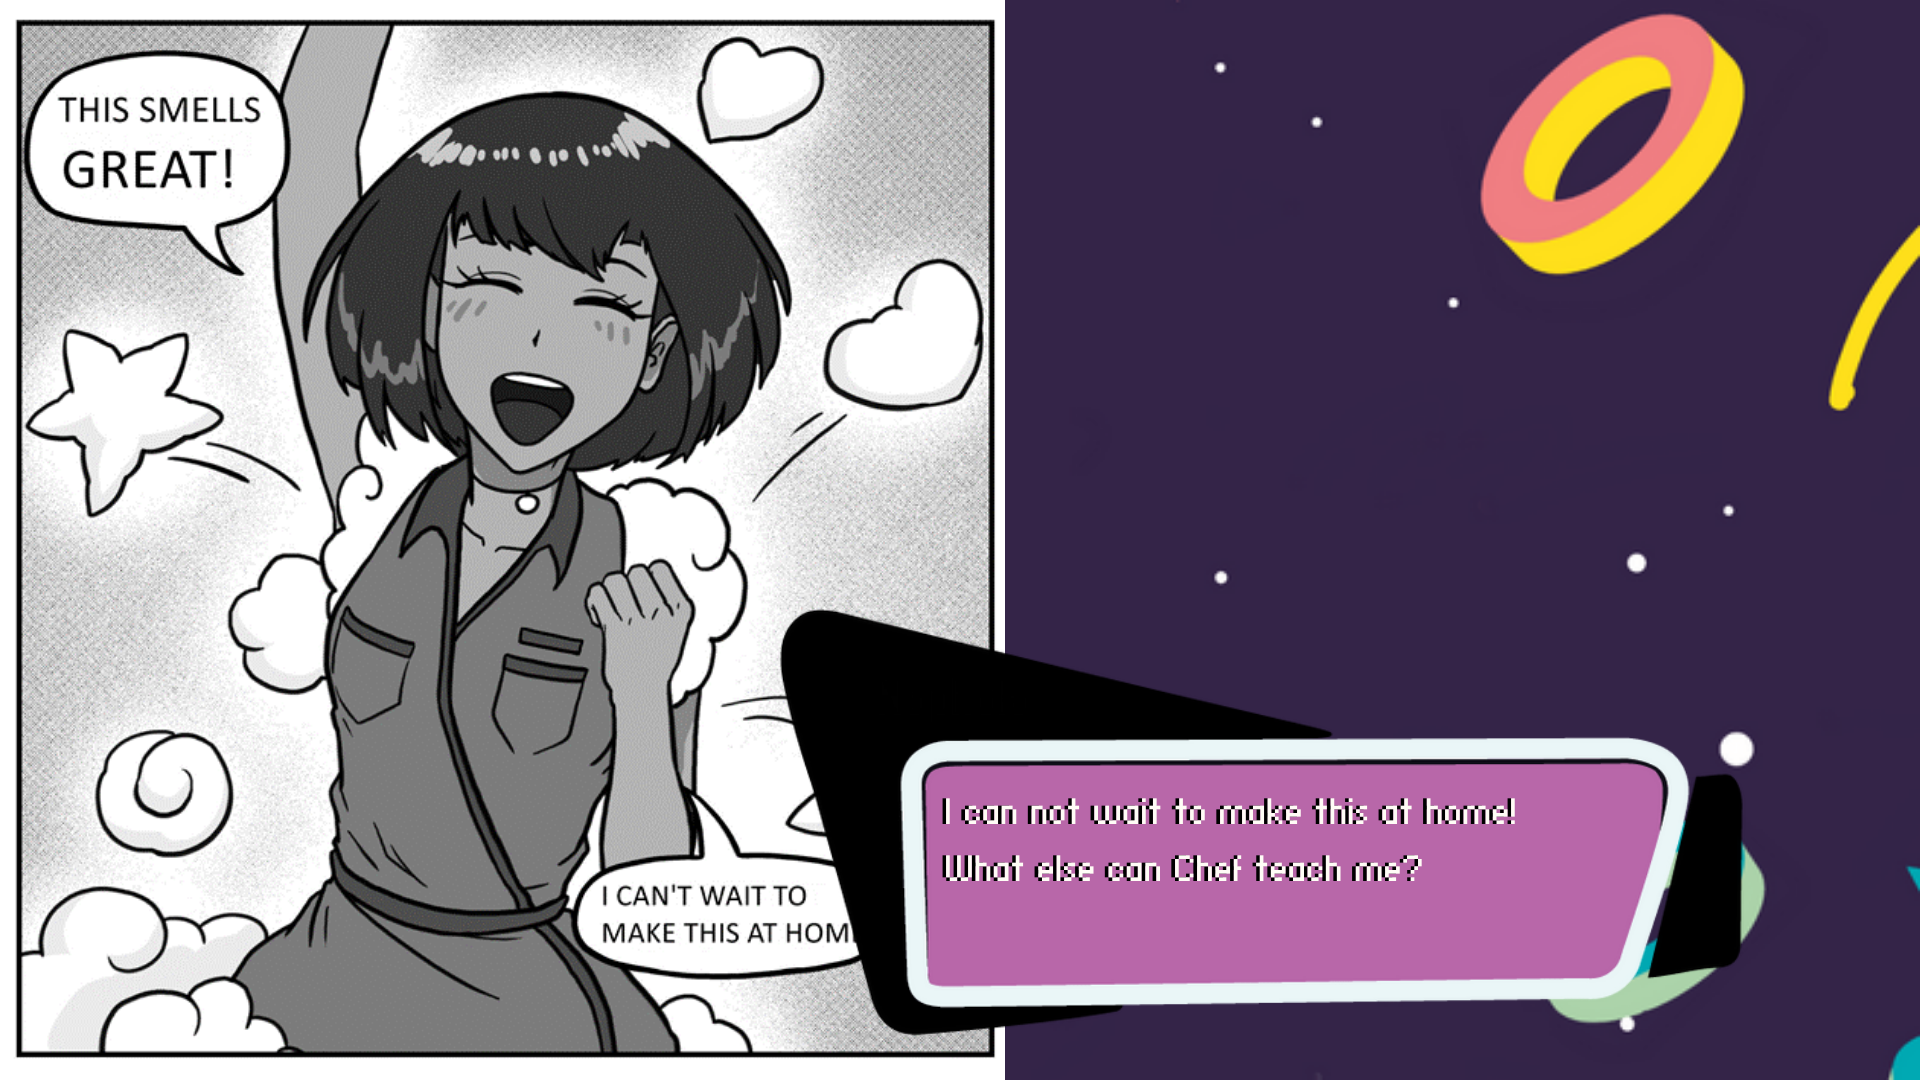 THIS SMELLS
GREAT!
I CAN'T WAIT TO
MAKE THIS AT HOM
I can not wait to make this at home!
What else can Chef teach me?